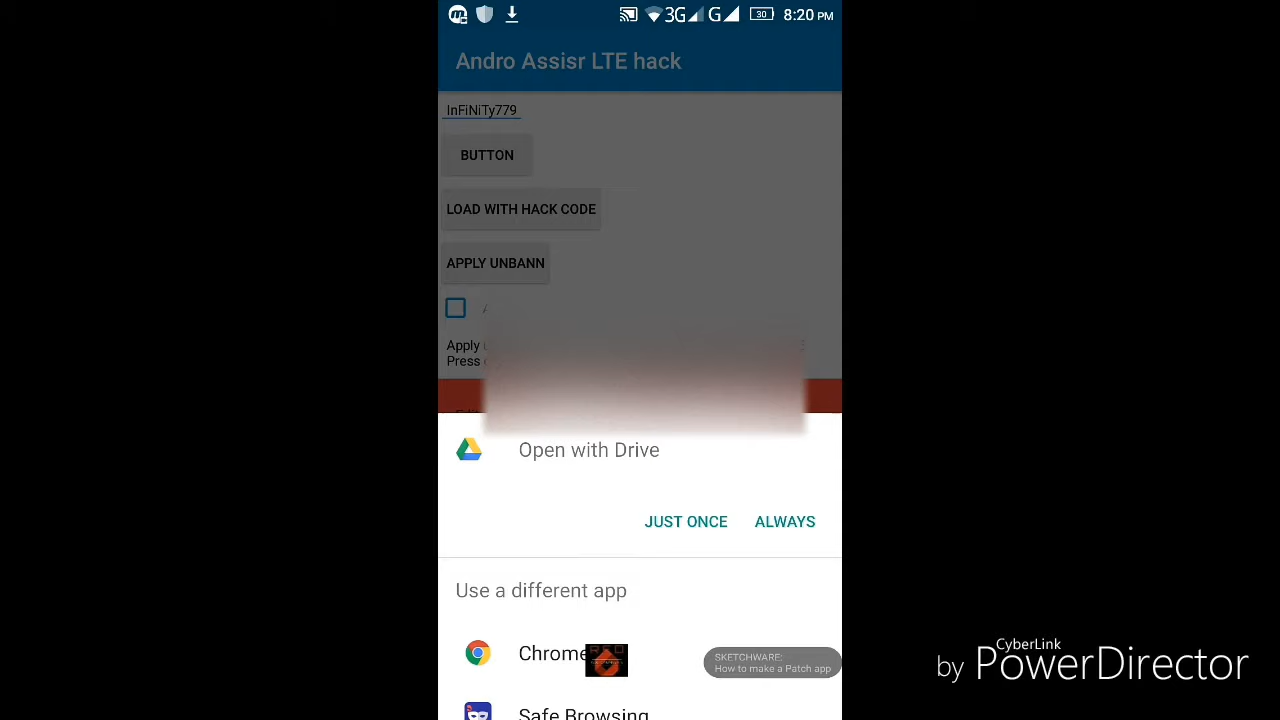 3G G 30 8:20 PM
Andro Assisr LTE hack
InFiNiTy779
BUTTON
LOAD WITH HACK CODE
APPLY UNBANN
Apply
Press
Open with Drive
JUST ONCE ALWAYS
Use a different app
Chrome
RED
SKETCHWARE:
How to make a Patch app
Safe Browsing
CyberLink
by PowerDirector